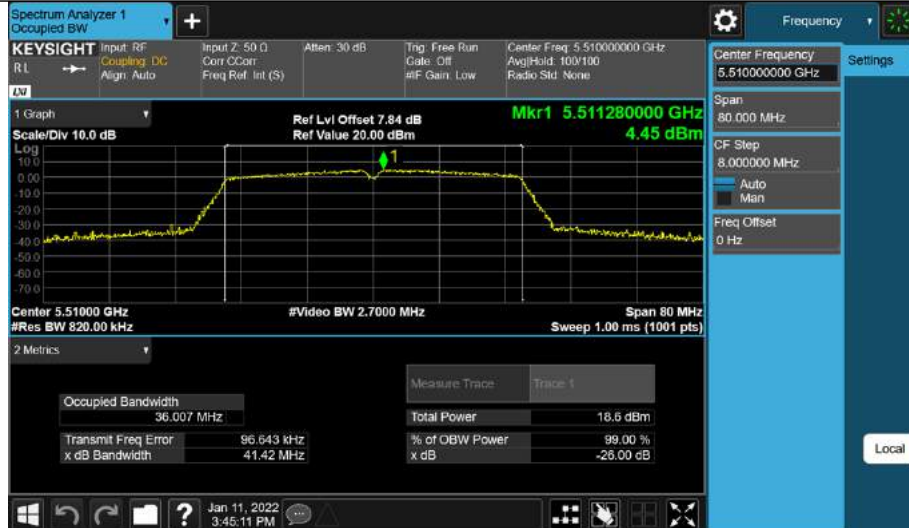 Spectrum Analyzer 1
Occupied BW
Frequency
KEYSIGHT
RL
LXI
Input: RF
Coupling: DC
Align: Auto
Input Z: 50 Ω
Corr CCorr
Freq Ref: Int (S)
Atten: 30 dB
Trig: Free Run
Gate: Off
#IF Gain: Low
Center Freq: 5.510000000 GHz
Avg|Hold: 100/100
Radio Std: None
Center Frequency
5.510000000 GHz
Settings
Span
80.000 MHz
CF Step
8.000000 MHz
Auto
Man
Freq Offset
0 Hz
Local
1 Graph
Scale/Div 10.0 dB
Ref Lvl Offset 7.84 dB
Ref Value 20.00 dBm
Mkr1 5.511280000 GHz
4.45 dBm
Log
10.0
0.00
-10.0
-20.0
-30.0
-40.0
-50.0
-60.0
-70.0
1
Center 5.51000 GHz
#Video BW 2.7000 MHz
Span 80 MHz
#Res BW 820.00 kHz
Sweep 1.00 ms (1001 pts)
2 Metrics
Measure Trace
Trace 1
Occupied Bandwidth
36.007 MHz
Total Power
18.6 dBm
Transmit Freq Error
96.643 kHz
% of OBW Power
99.00 %
x dB Bandwidth
41.42 MHz
x dB
-26.00 dB
Jan 11, 2022
3:45:11 PM